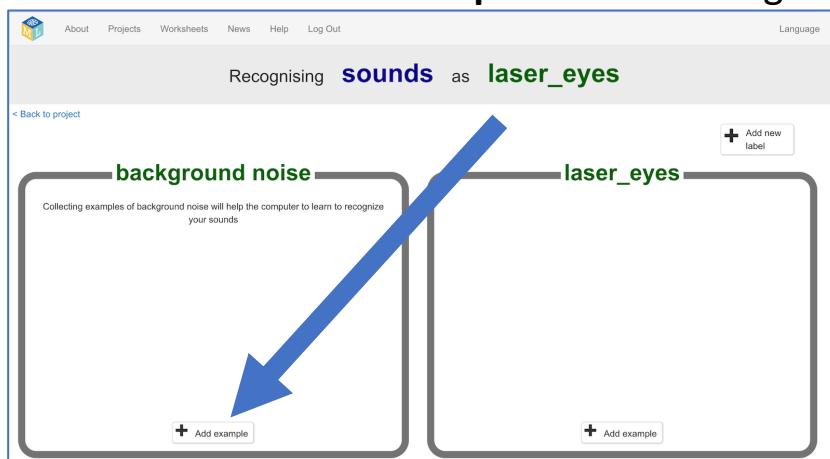 About Projects Worksheets News Help Log Out Language
Recognising sounds as laser_eyes
< Back to project
Add new
label
background noise
laser_eyes
Collecting examples of background noise will help the computer to learn to recognize
your sounds
Add example
Add example